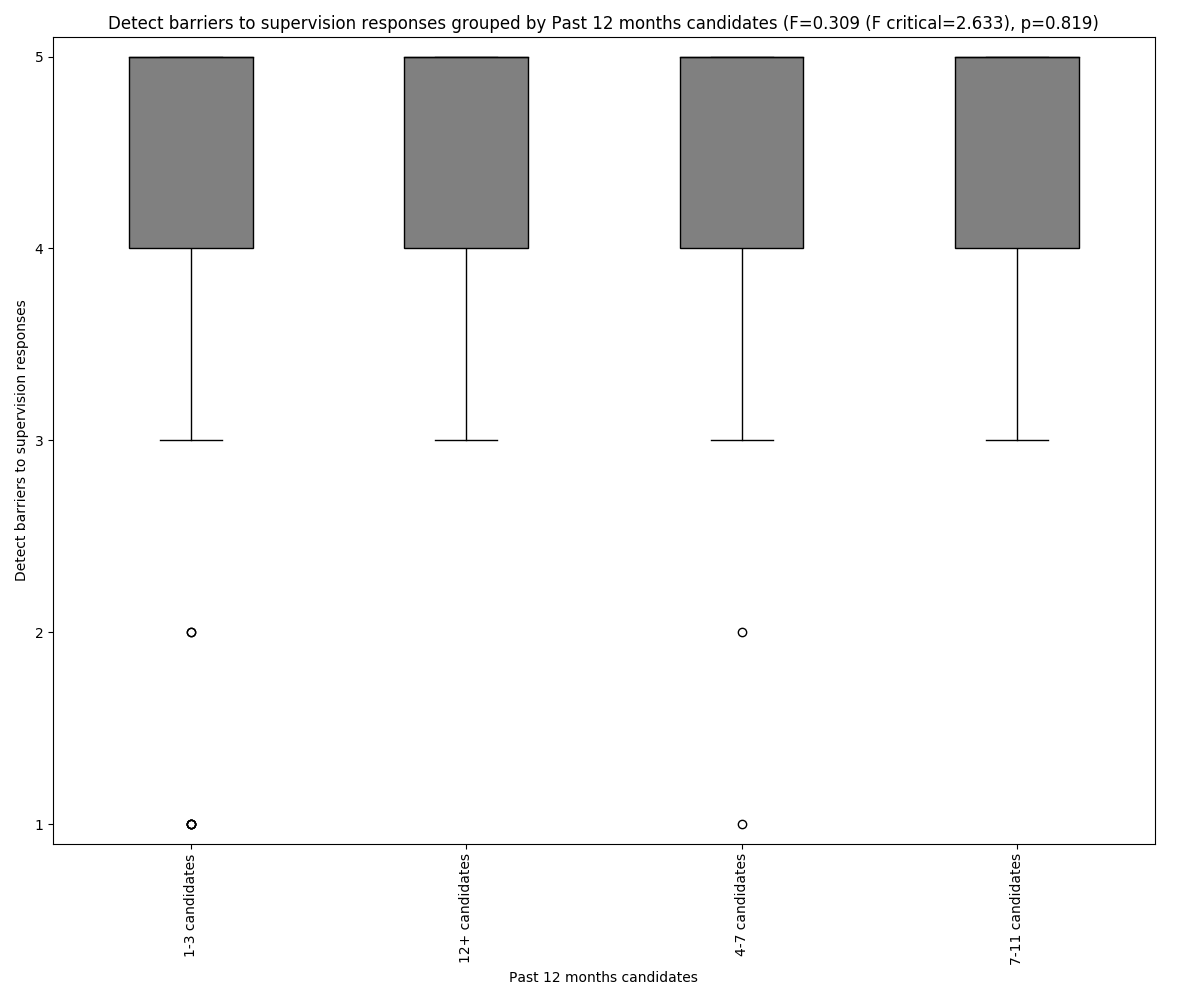 Detect barriers to supervision responses grouped by Past 12 months candidates (F=0.309 (F critical=2.633), p=0.819)
Detect barriers to supervision responses
5
4
3
2
1
1-3 candidates
12+ candidates
4-7 candidates
7-11 candidates
Past 12 months candidates